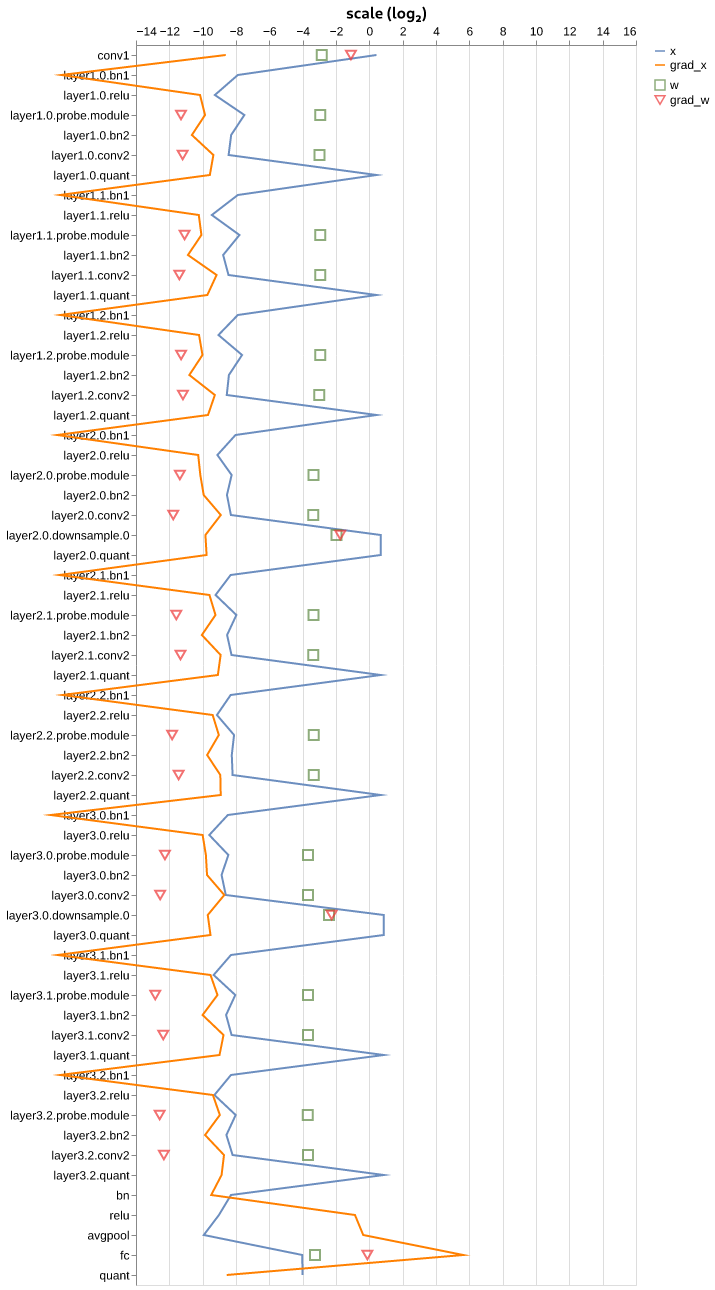 scale (log₂)
−14 −12 −10 −8 −6 −4 −2 0 2 4 6 8 10 12 14 16
x
grad_x
w
grad_w
conv1
layer1.0.bn1
layer1.0.relu
layer1.0.probe.module
layer1.0.bn2
layer1.0.conv2
layer1.0.quant
layer1.1.bn1
layer1.1.relu
layer1.1.probe.module
layer1.1.bn2
layer1.1.conv2
layer1.1.quant
layer1.2.bn1
layer1.2.relu
layer1.2.probe.module
layer1.2.bn2
layer1.2.conv2
layer1.2.quant
layer2.0.bn1
layer2.0.relu
layer2.0.probe.module
layer2.0.bn2
layer2.0.conv2
layer2.0.downsample.0
layer2.0.quant
layer2.1.bn1
layer2.1.relu
layer2.1.probe.module
layer2.1.bn2
layer2.1.conv2
layer2.1.quant
layer2.2.bn1
layer2.2.relu
layer2.2.probe.module
layer2.2.bn2
layer2.2.conv2
layer2.2.quant
layer3.0.bn1
layer3.0.relu
layer3.0.probe.module
layer3.0.bn2
layer3.0.conv2
layer3.0.downsample.0
layer3.0.quant
layer3.1.bn1
layer3.1.relu
layer3.1.probe.module
layer3.1.bn2
layer3.1.conv2
layer3.1.quant
layer3.2.bn1
layer3.2.relu
layer3.2.probe.module
layer3.2.bn2
layer3.2.conv2
layer3.2.quant
bn
relu
avgpool
fc
quant